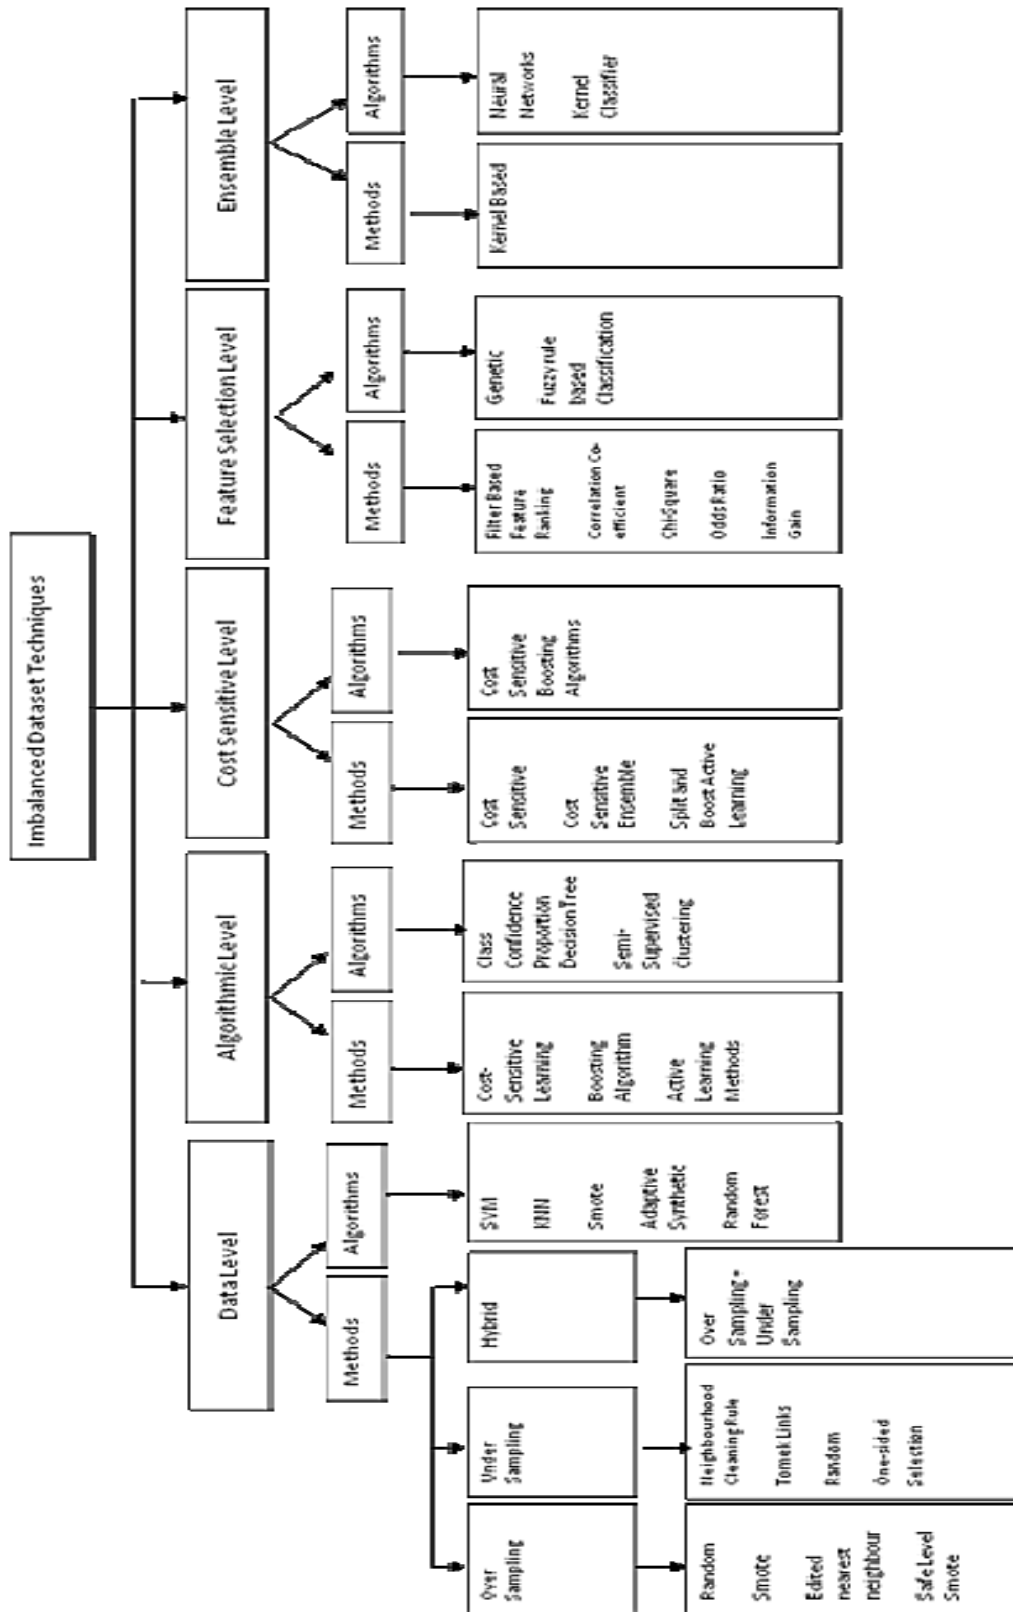 Imbalanced Dataset Techniques
Data Level
Algorithmic Level
Cost Sensitive Level
Feature Selection Level
Ensemble Level
Methods
Algorithms
Methods
Algorithms
Methods
Algorithms
Methods
Algorithms
Methods
Algorithms
Over
Sampling
Under
Sampling
Hybrid
SVM
KNN
Smote
Adaptive
Synthetic
Random
Forest
Cost-
Sensitive
Learning
Boosting
Algorithm
Active
Learning
Methods
Class
Confidence
Proportion
Decision Tree
Semi-
Supervised
Clustering
Cost
Sensitive
Cost
Sensitive
Ensemble
Split and
Boost Active
Learning
Cost
Sensitive
Boosting
Algorithms
Filter Based
Feature
Ranking
Correlation Co-
efficient
Chi-Square
Odds Ratio
Information
Gain
Genetic
Fuzzy rule
based
Classification
Kernel Based
Neural
Networks
Kernel
Classifier
Random
Smote
Edited
nearest
neighbour
Safe Level
Smote
Neighbourhood
Cleaning Rule
Tomek Links
Random
One-sided
Selection
Over
Sampling +
Under
Sampling